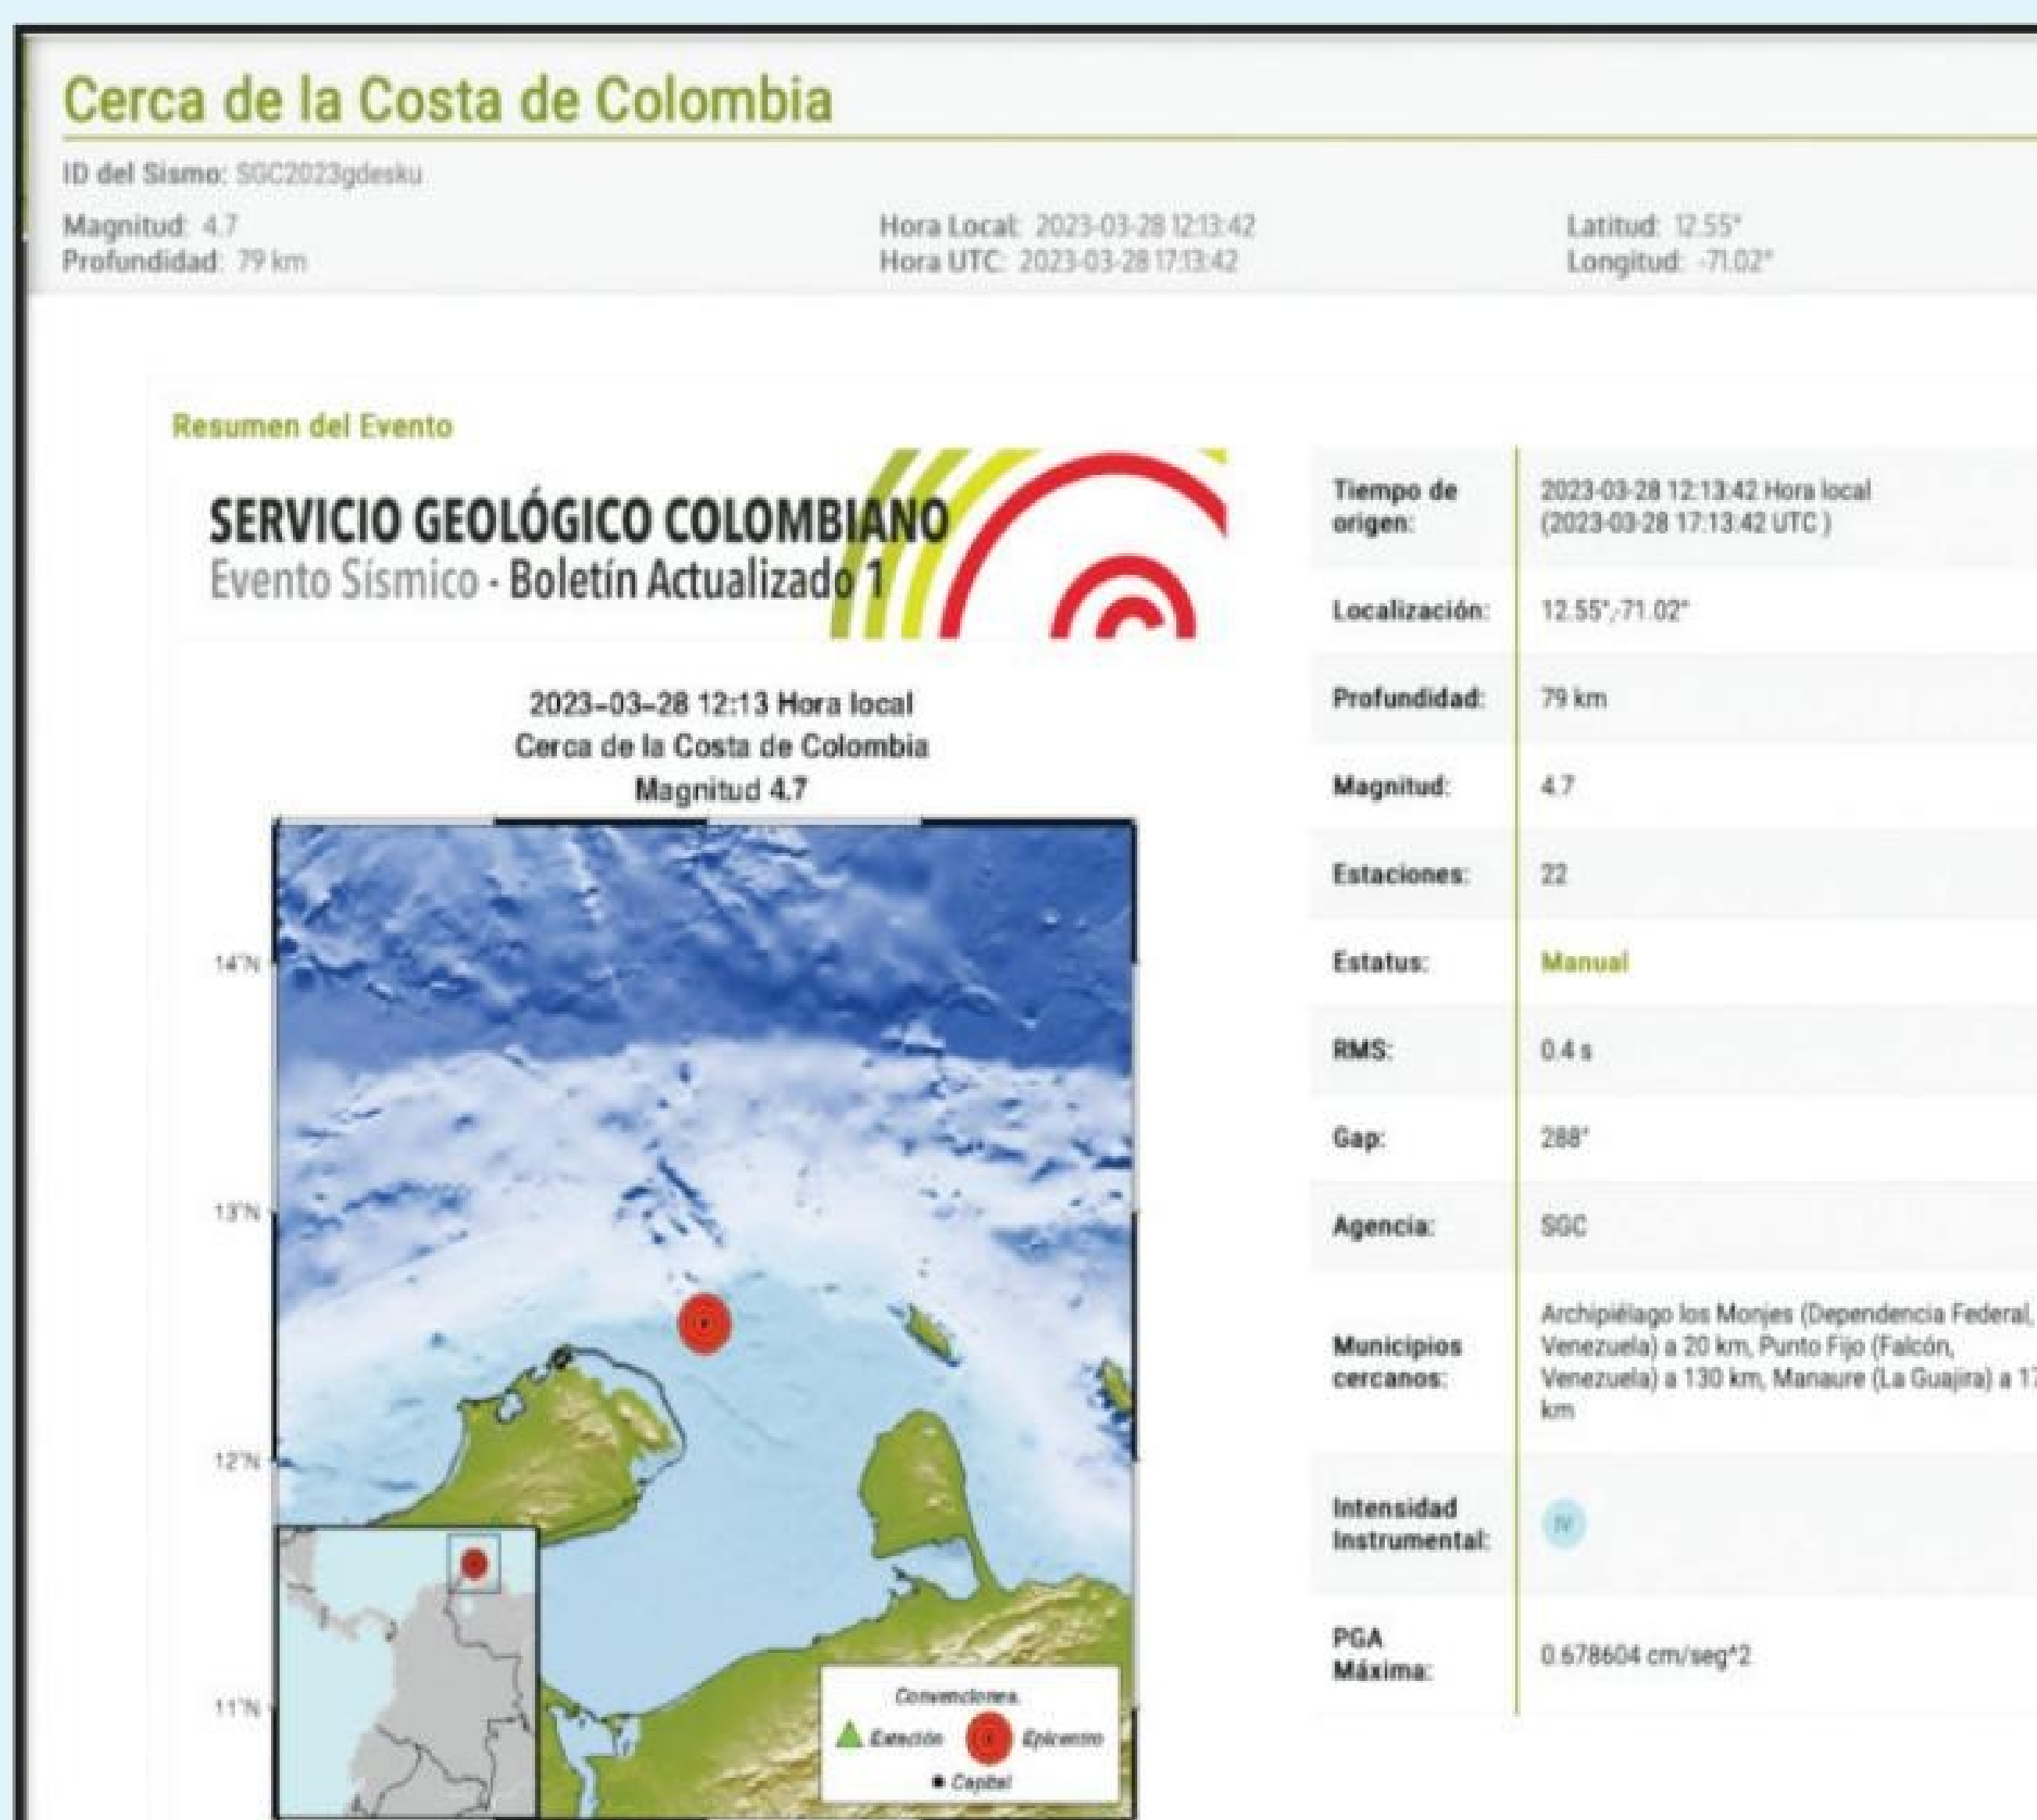 Cerca de la Costa de Colombia
ID del Sismo: SGC2023gdesku
Magnitud: 4.7
Profundidad: 79 km
Hora Local: 2023-03-28 12:13:42
Hora UTC: 2023-03-28 17:13:42
Latitud: 12.55°
Longitud: -71.02°
Resumen del Evento
SERVICIO GEOLÓGICO COLOMBIANO
Evento Sísmico - Boletín Actualizado 1
2023-03-28 12:13 Hora local
Cerca de la Costa de Colombia
Magnitud 4.7
14°N
13°N
12°N
11°N
Convenciones.
Estación
Epicentro
Capital
Tiempo de origen:
2023-03-28 12:13:42 Hora local
(2023-03-28 17:13:42 UTC )
Localización:
12.55°,-71.02°
Profundidad:
79 km
Magnitud:
4.7
Estaciones:
22
Estatus:
Manual
RMS:
0.4 s
Gap:
288°
Agencia:
SGC
Municipios cercanos:
Archipiélago los Monjes (Dependencia Federal,
Venezuela) a 20 km, Punto Fijo (Falcón,
Venezuela) a 130 km, Manaure (La Guajira) a 17
km
Intensidad Instrumental:
IV
PGA Máxima:
0.678604 cm/seg^2